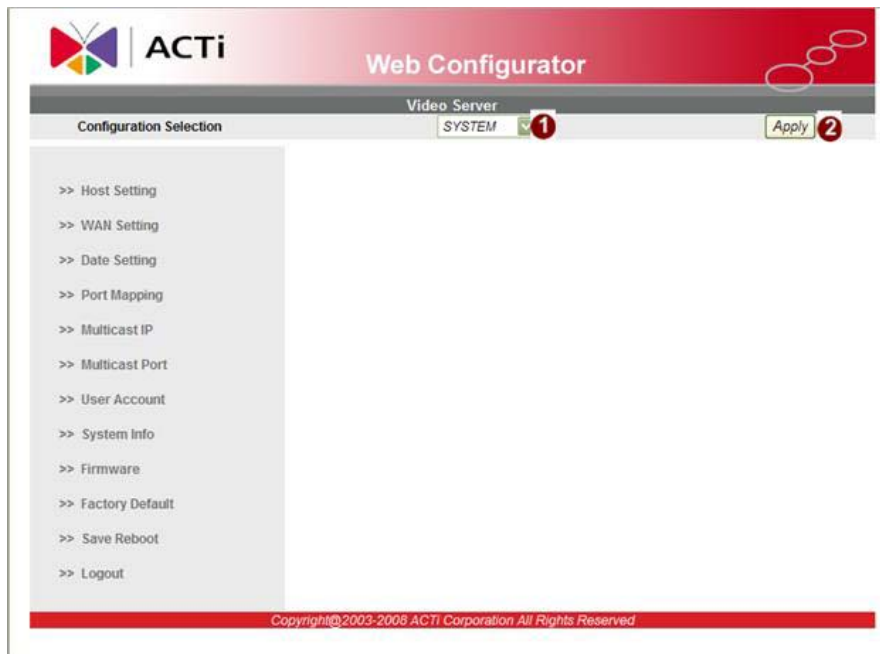 ACTi
Web Configurator
Video Server
Configuration Selection SYSTEM 1 Apply 2
>> Host Setting
>> WAN Setting
>> Date Setting
>> Port Mapping
>> Multicast IP
>> Multicast Port
>> User Account
>> System Info
>> Firmware
>> Factory Default
>> Save Reboot
>> Logout
Copyright@2003-2008 ACTi Corporation All Rights Reserved